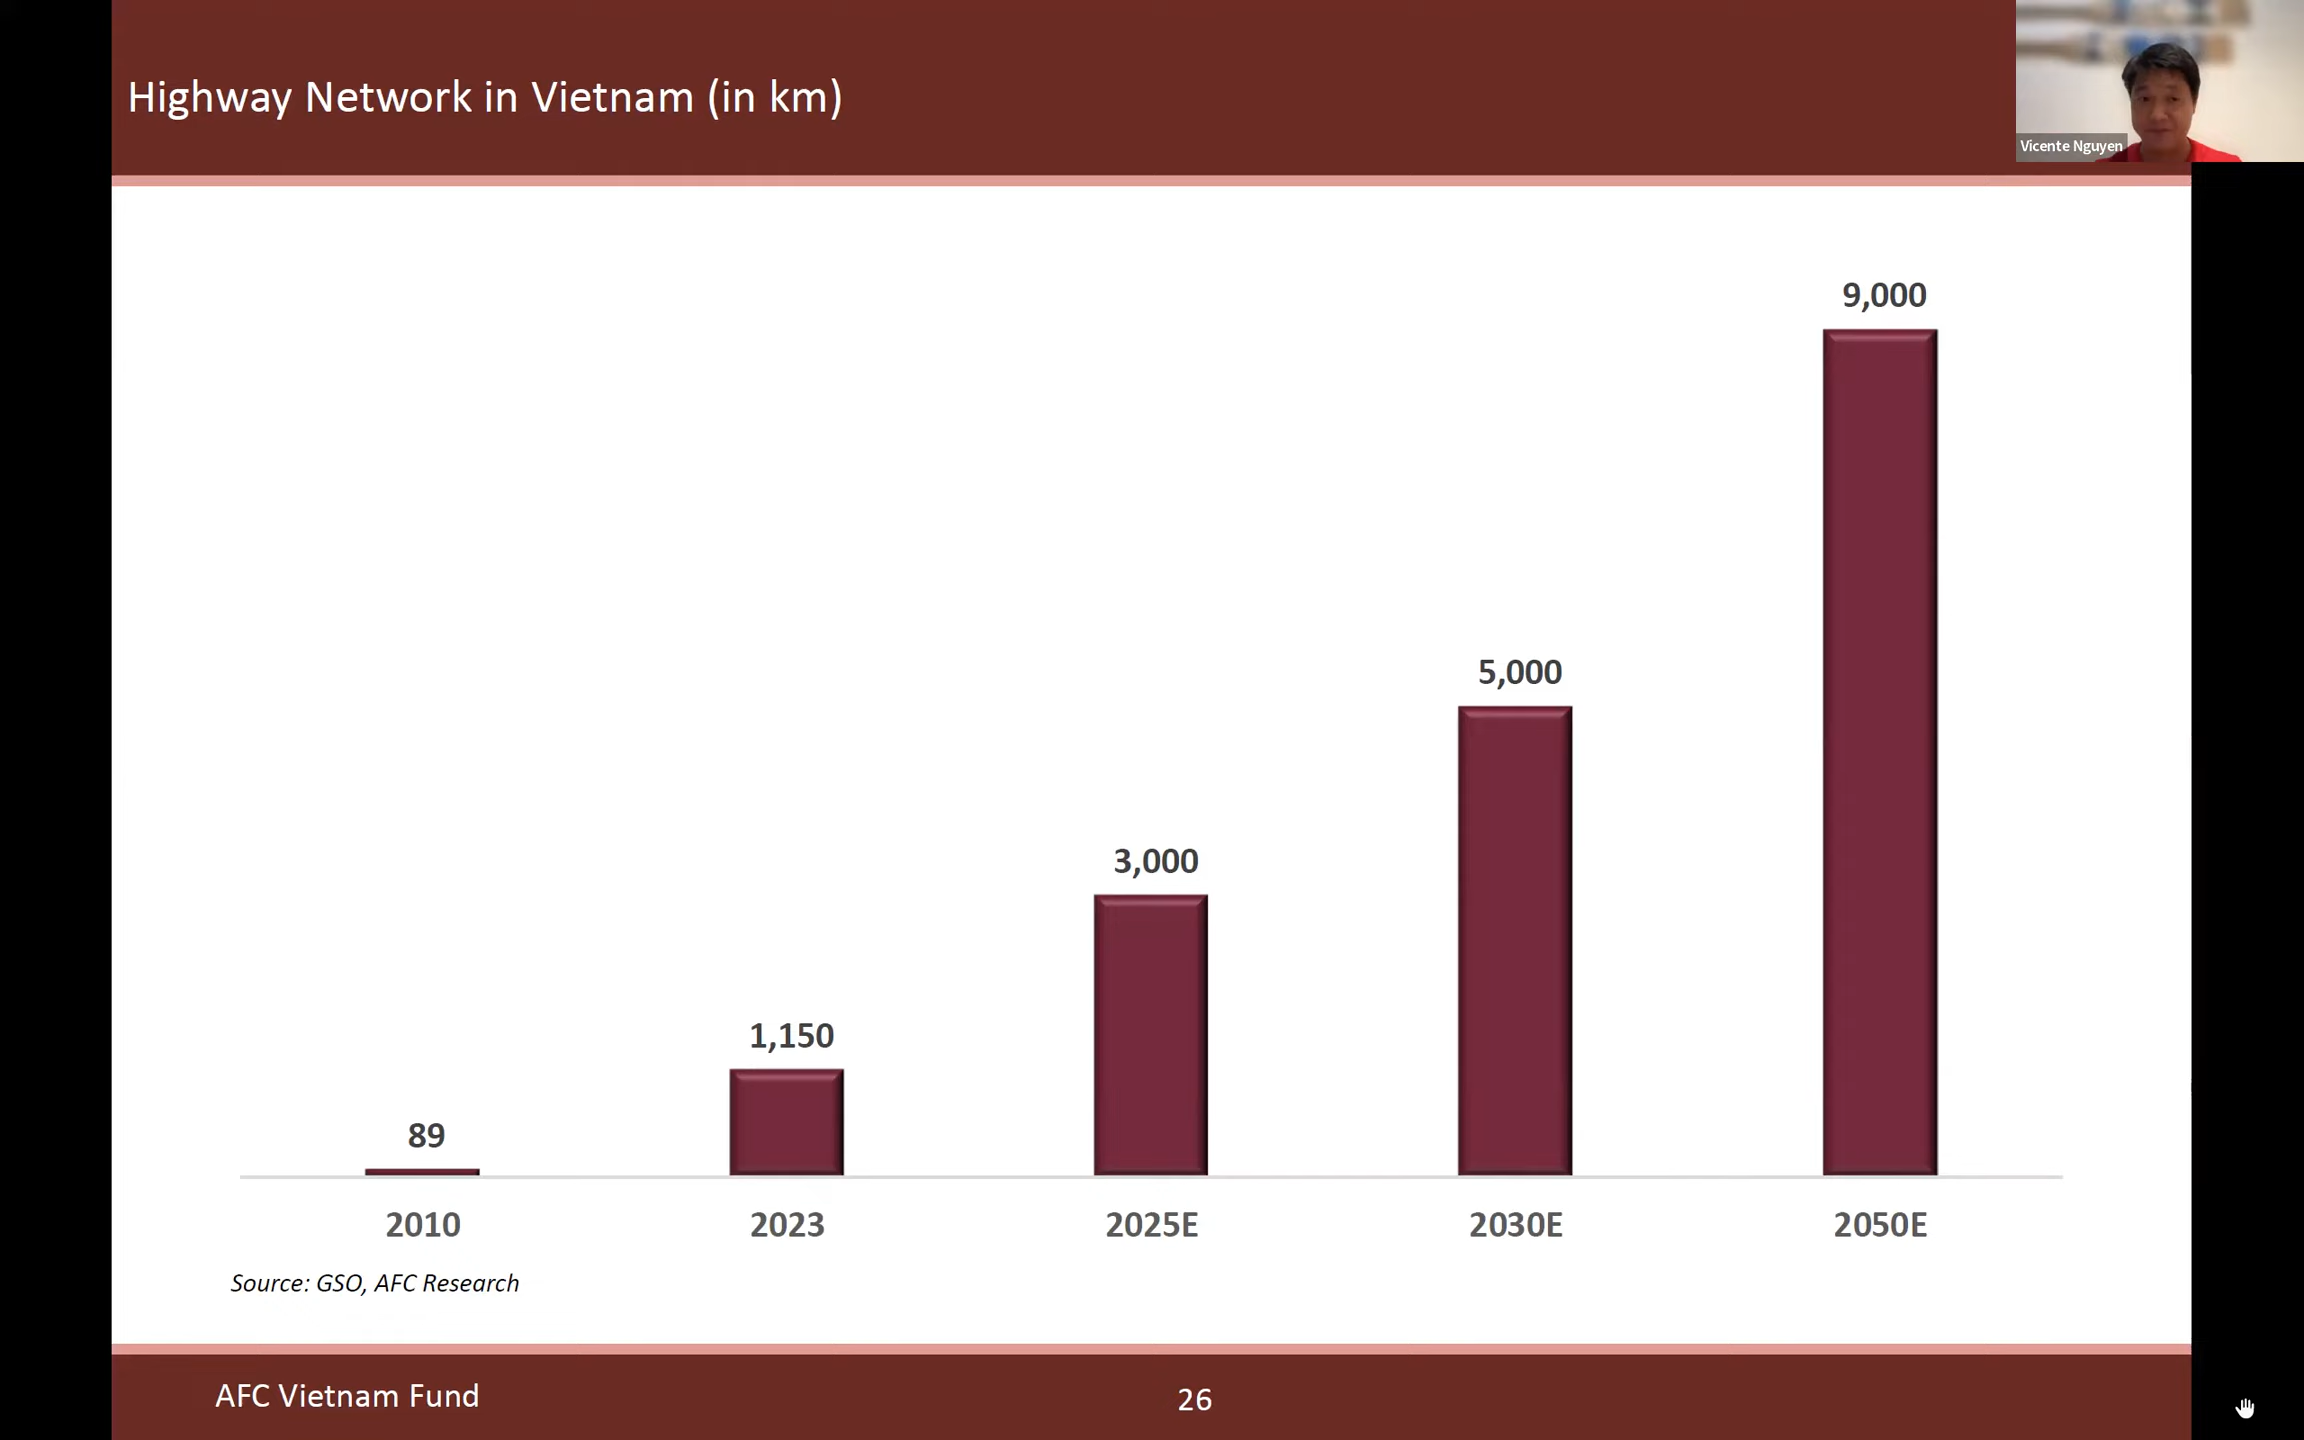 Highway Network in Vietnam (in km)
Vicente Nguyen
9,000
5,000
3,000
1,150
89
2010 2023 2025E 2030E 2050E
Source: GSO, AFC Research
AFC Vietnam Fund 26